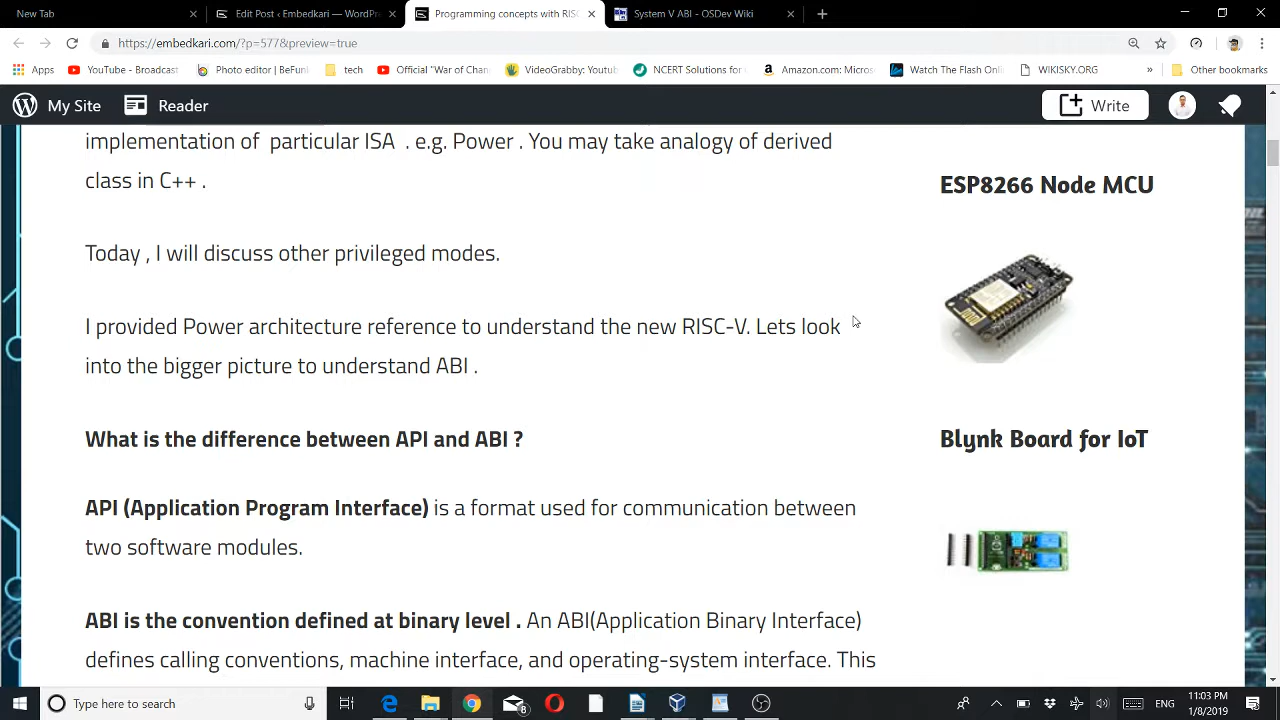 New Tab
Edit Post ‹ Embedkari — WordPr
Programming concepts with RISC
System V ABI - OSDev Wiki
https://embedkari.com/?p=577&preview=true
Apps
YouTube - Broadcast
Photo editor | BeFun
tech
Official "War of Chan
VideoGrabby: Youtub
NCERT Solutions for
Amazon.com: Micros
Watch The Flash Onli
WIKISKY.ORG
»
Other bookmarks
My Site
Reader
Write
implementation of particular ISA . e.g. Power . You may take analogy of derived
class in C++ .
Today , I will discuss other privileged modes.
I provided Power architecture reference to understand the new RISC-V. Lets look
into the bigger picture to understand ABI .
What is the difference between API and ABI ?
API (Application Program Interface) is a format used for communication between
two software modules.
ABI is the convention defined at binary level . An ABI(Application Binary Interface)
defines calling conventions, machine interface, and operating-system interface. This
ESP8266 Node MCU
Blynk Board for IoT
Type here to search
8
ENG
11:03 PM
1/8/2019